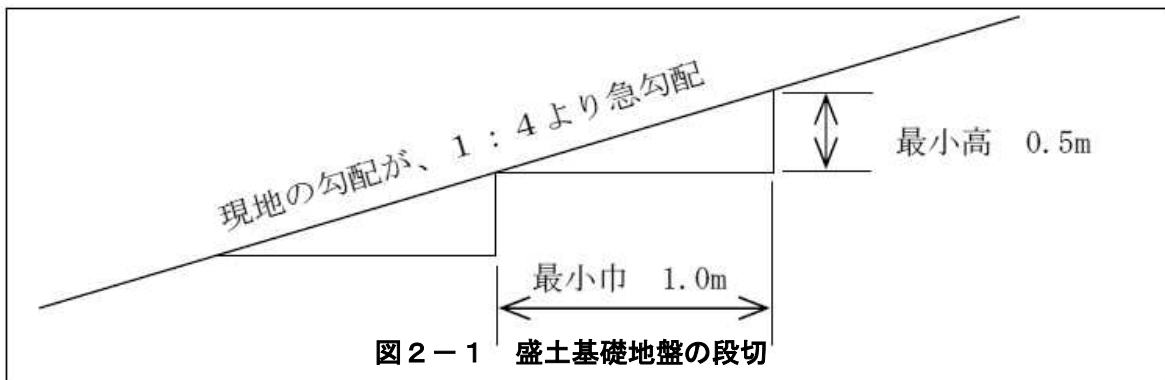 現地の勾配が、１：４より急勾配
最小高　0.5m
最小巾　1.0m
図２－１　盛土基礎地盤の段切